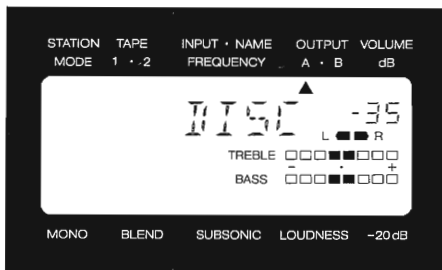 STATION TAPE INPUT · NAME OUTPUT VOLUME
MODE 1 · 2 FREQUENCY A · B dB
DISC -35
L R
TREBLE
- · +
BASS
MONO BLEND SUBSONIC LOUDNESS -20dB